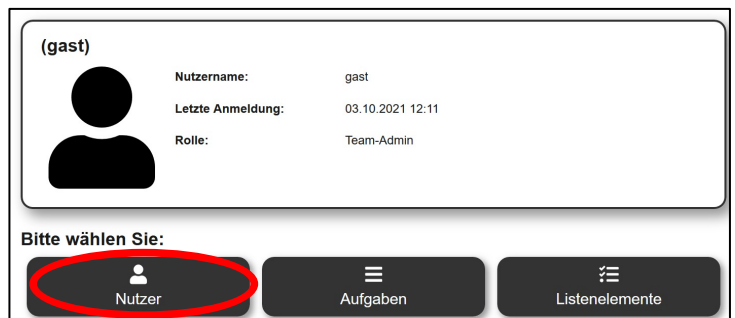 (gast)
Nutzername: gast
Letzte Anmeldung: 03.10.2021 12:11
Rolle: Team-Admin
Bitte wählen Sie:
Nutzer Aufgaben Listenelemente